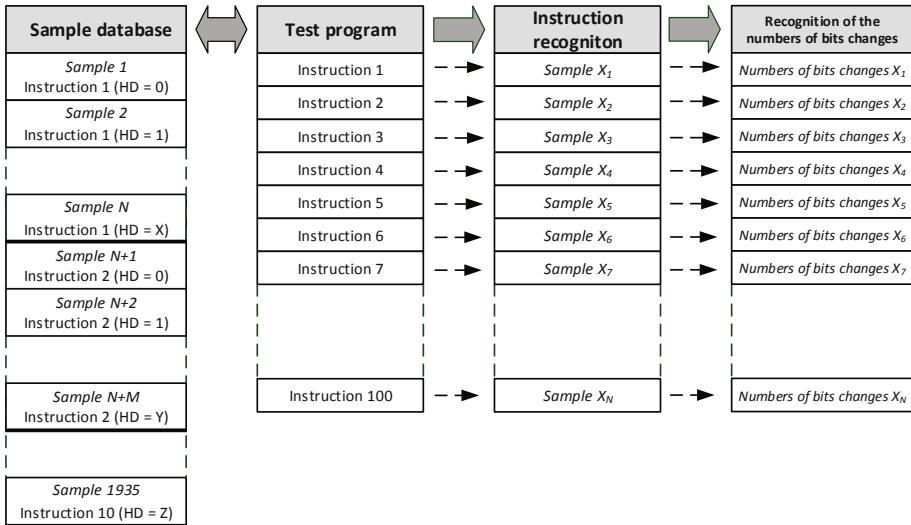 Sample database
Sample 1
Instruction 1 (HD = 0)
Sample 2
Instruction 1 (HD = 1)
Sample N
Instruction 1 (HD = X)
Sample N+1
Instruction 2 (HD = 0)
Sample N+2
Instruction 2 (HD = 1)
Sample N+M
Instruction 2 (HD = Y)
Sample 1935
Instruction 10 (HD = Z)
Test program
Instruction 1
Instruction 2
Instruction 3
Instruction 4
Instruction 5
Instruction 6
Instruction 7
Instruction 100
Instruction
recogniton
Sample X1
Sample X2
Sample X3
Sample X4
Sample X5
Sample X6
Sample X7
Sample XN
Recognition of the
numbers of bits changes
Numbers of bits changes X1
Numbers of bits changes X2
Numbers of bits changes X3
Numbers of bits changes X4
Numbers of bits changes X5
Numbers of bits changes X6
Numbers of bits changes X7
Numbers of bits changes XN